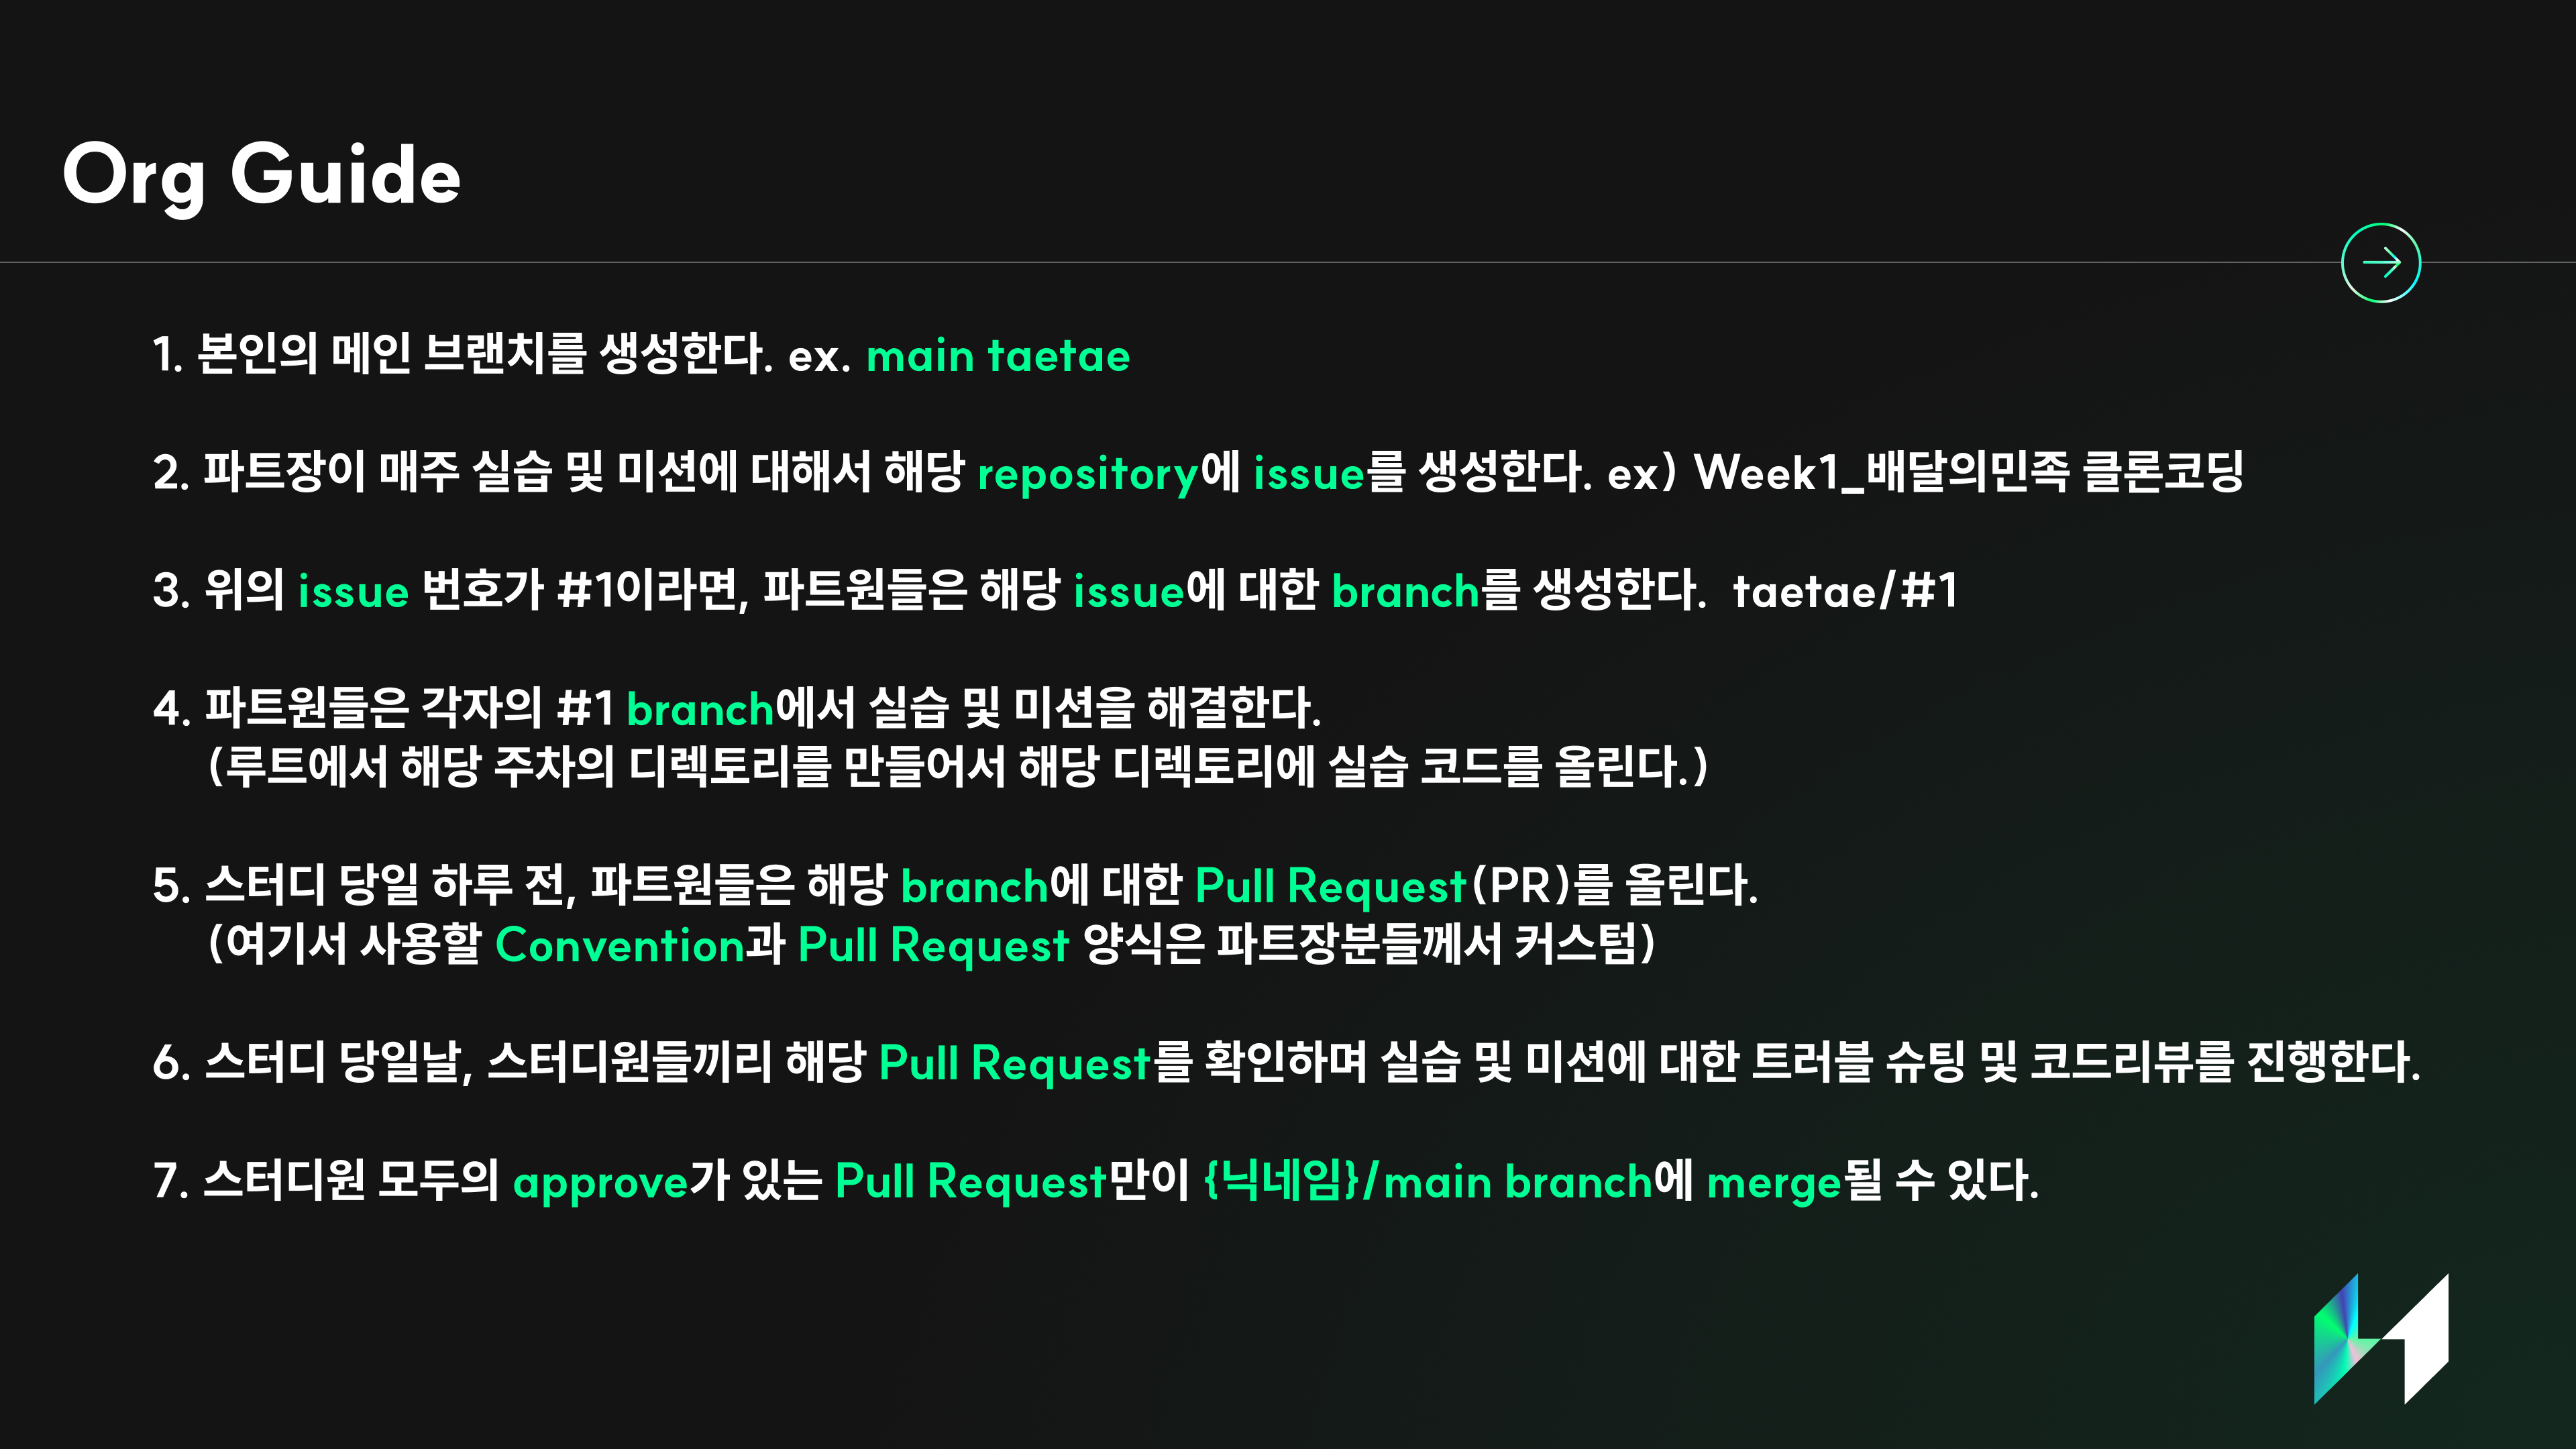 Org Guide
1. 본인의 메인 브랜치를 생성한다. ex. main taetae
2. 파트장이 매주 실습 및 미션에 대해서 해당 repository에 issue를 생성한다. ex) Week1_배달의민족 클론코딩
3. 위의 issue 번호가 #1이라면, 파트원들은 해당 issue에 대한 branch를 생성한다. taetae/#1
4. 파트원들은 각자의 #1 branch에서 실습 및 미션을 해결한다.
(루트에서 해당 주차의 디렉토리를 만들어서 해당 디렉토리에 실습 코드를 올린다.)
5. 스터디 당일 하루 전, 파트원들은 해당 branch에 대한 Pull Request(PR)를 올린다.
(여기서 사용할 Convention과 Pull Request 양식은 파트장분들께서 커스텀)
6. 스터디 당일날, 스터디원들끼리 해당 Pull Request를 확인하며 실습 및 미션에 대한 트러블 슈팅 및 코드리뷰를 진행한다.
7. 스터디원 모두의 approve가 있는 Pull Request만이 {닉네임}/main branch에 merge될 수 있다.